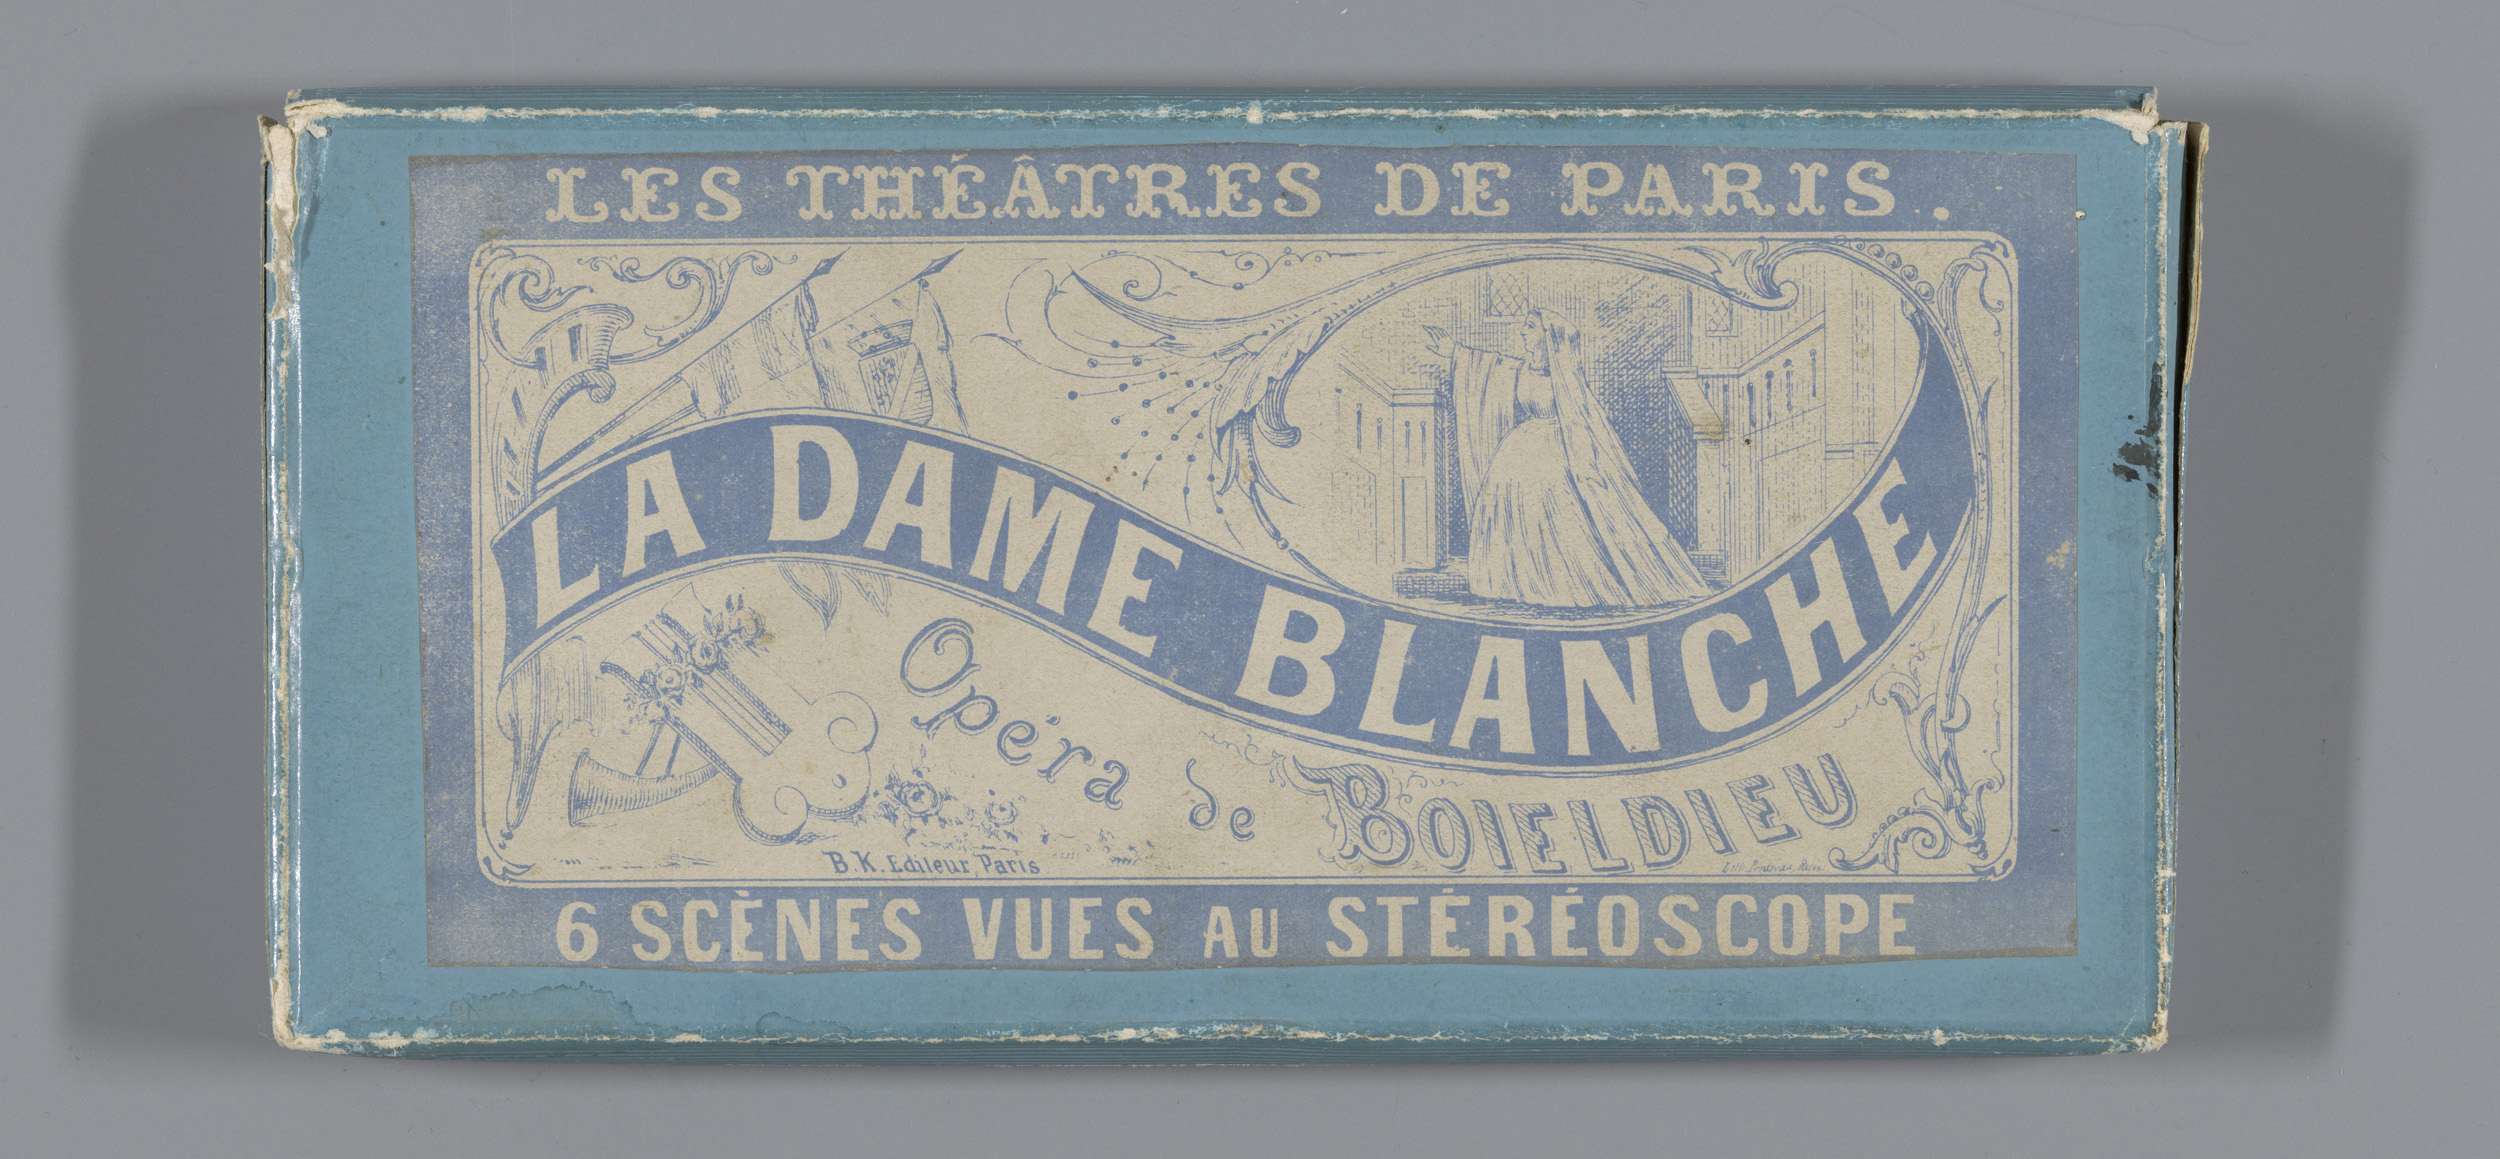 LES THÉÂTRES DE PARIS.
LA DAME BLANCHE
Opéra de BOIELDIEU
B.K. Editeur, Paris
6 SCÈNES VUES AU STÉRÉOSCOPE